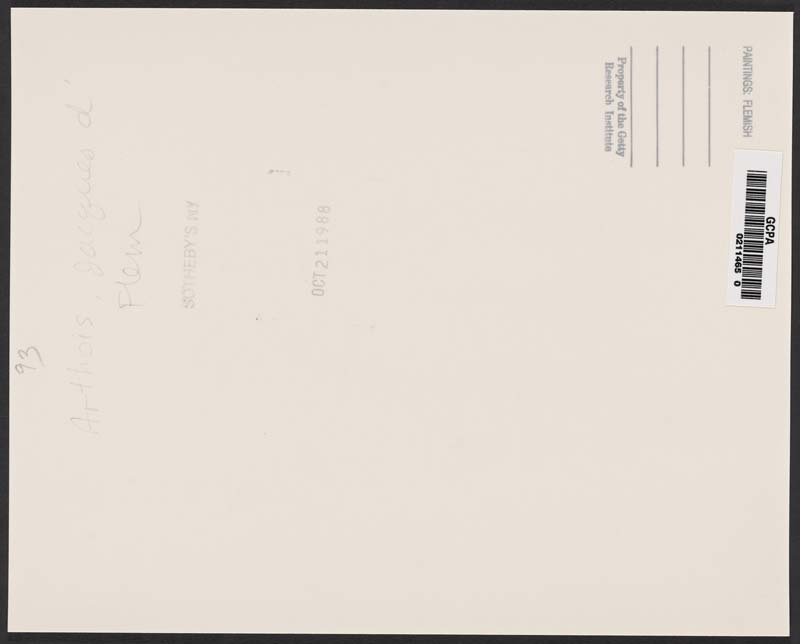 93
Arthois, Jacques d'
Flem
SOTHEBY'S NY
OCT 21 1988
Property of the Getty
Research Institute
PAINTINGS: FLEMISH
GCPA
0211465 0